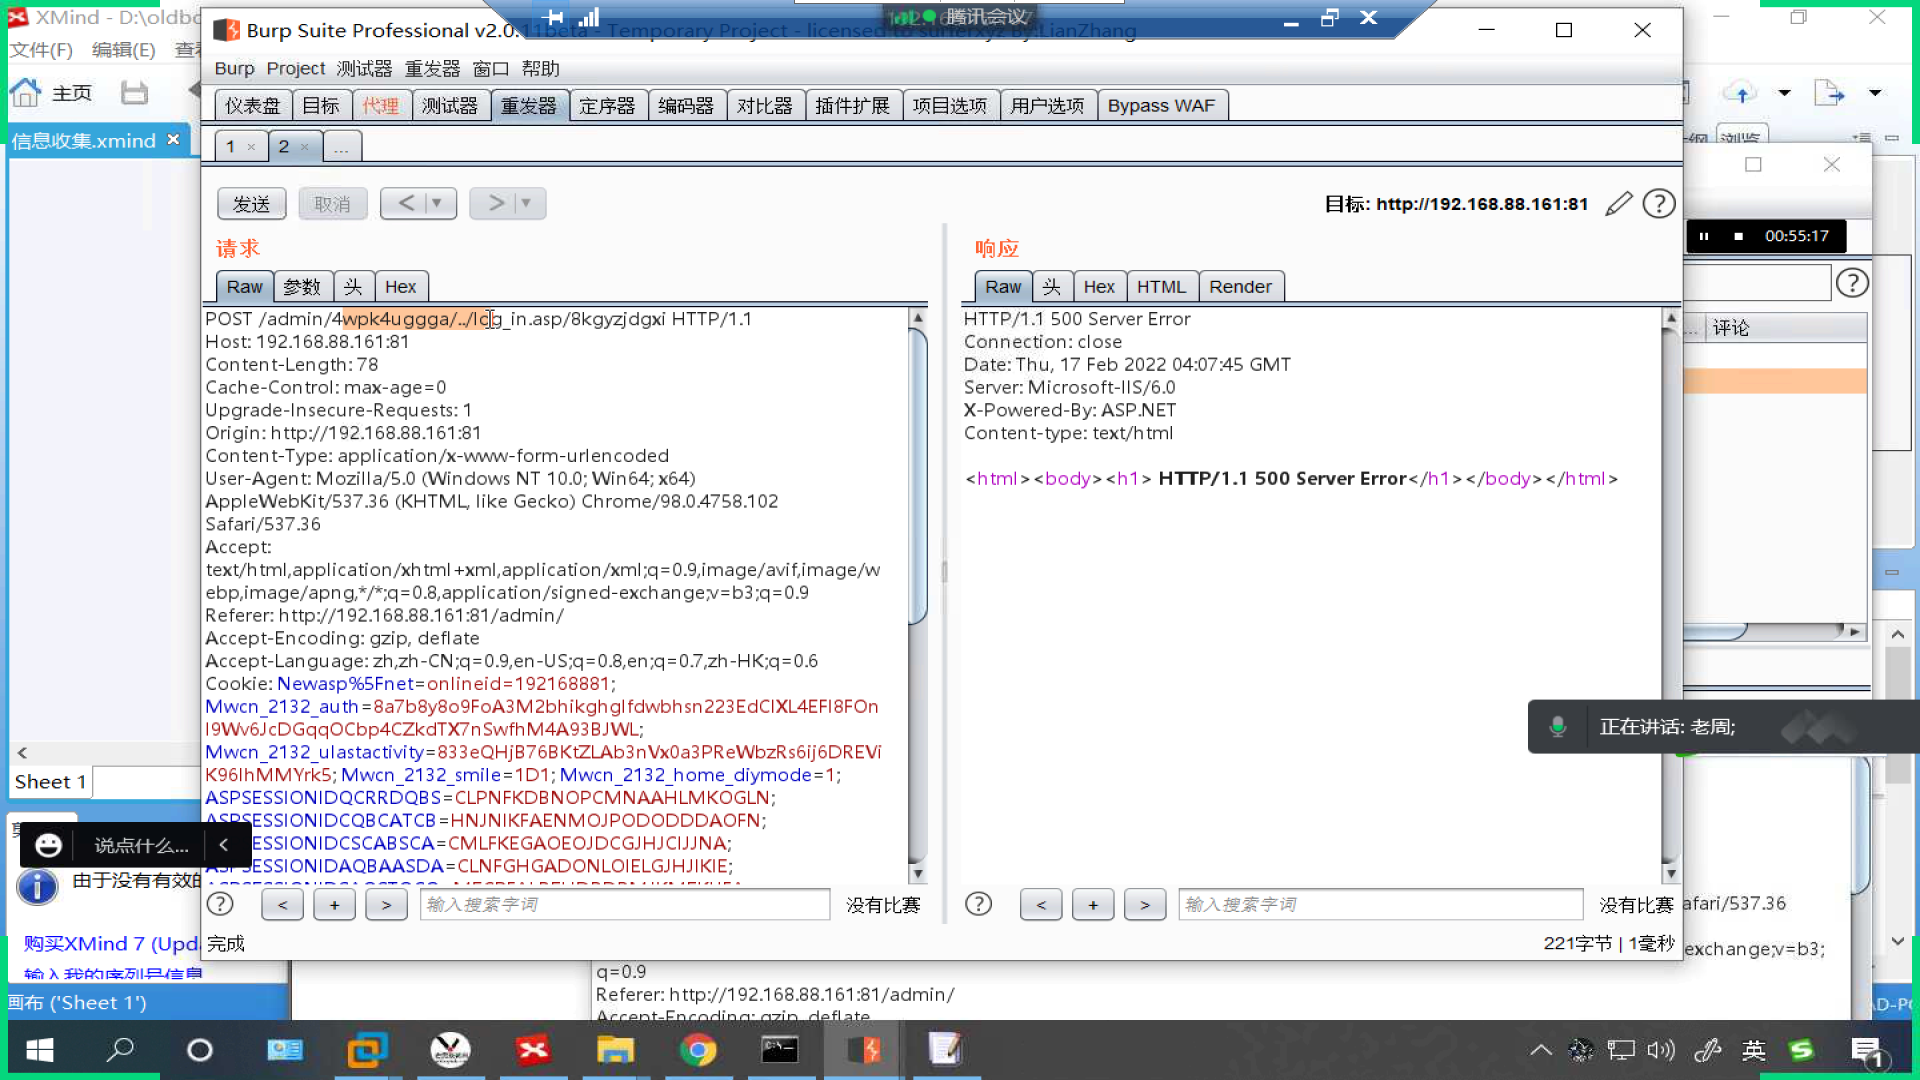 XMind - D:\oldbo
文件(F) 编辑(E) 查看
主页
信息收集.xmind
Burp Suite Professional v2.0.11beta - Temporary Project - licensed to surferxyz By:LianZhang
腾讯会议
Burp Project 测试器 重发器 窗口 帮助
仪表盘 目标 代理 测试器 重发器 定序器 编码器 对比器 插件扩展 项目选项 用户选项 Bypass WAF
1 × 2 × ...
发送 取消 < ▼ > ▼
目标: http://192.168.88.161:81
00:55:17
请求
响应
Raw 参数 头 Hex
Raw 头 Hex HTML Render
评论
POST /admin/4wpk4uggga/../log_in.asp/8kgyzjdgxi HTTP/1.1
Host: 192.168.88.161:81
Content-Length: 78
Cache-Control: max-age=0
Upgrade-Insecure-Requests: 1
Origin: http://192.168.88.161:81
Content-Type: application/x-www-form-urlencoded
User-Agent: Mozilla/5.0 (Windows NT 10.0; Win64; x64)
AppleWebKit/537.36 (KHTML, like Gecko) Chrome/98.0.4758.102
Safari/537.36
Accept:
text/html,application/xhtml+xml,application/xml;q=0.9,image/avif,image/w
ebp,image/apng,*/*;q=0.8,application/signed-exchange;v=b3;q=0.9
Referer: http://192.168.88.161:81/admin/
Accept-Encoding: gzip, deflate
Accept-Language: zh,zh-CN;q=0.9,en-US;q=0.8,en;q=0.7,zh-HK;q=0.6
Cookie: Newasp%5Fnet=onlineid=192168881;
Mwcn_2132_auth=8a7b8y8o9FoA3M2bhikghglfdwbhsn223EdCIXL4EFI8FOn
I9Wv6JcDGqqOCbp4CZkdTX7nSwfhM4A93BJWL;
Mwcn_2132_ulastactivity=833eQHjB76BKtZLAb3nVx0a3PReWbzRs6ij6DREVi
K96IhMMYrk5; Mwcn_2132_smile=1D1; Mwcn_2132_home_diymode=1;
ASPSESSIONIDQCRRDQBS=CLPNFKDBNOPCMNAAHLMKOGLN;
ASPSESSIONIDCQBCATCB=HNJNIKFAENMOJPODODDDAOFN;
SPSESSIONIDCSCABSCA=CMLFKEGAOEOJDCGJHJCIJJNA;
SPSESSIONIDAQBAASDA=CLNFGHGADONLOIELGJHJIKIE;
HTTP/1.1 500 Server Error
Connection: close
Date: Thu, 17 Feb 2022 04:07:45 GMT
Server: Microsoft-IIS/6.0
X-Powered-By: ASP.NET
Content-type: text/html
<html><body><h1> HTTP/1.1 500 Server Error</h1></body></html>
正在讲话: 老周;
Sheet 1
说点什么...
由于没有有效的
? < + > 输入搜索字词 没有比赛
? < + > 输入搜索字词 没有比赛
afari/537.36
购买XMind 7 (Upd
完成
221字节 | 1毫秒
exchange;v=b3;
输入我的序列号信息
q=0.9
画布 ('Sheet 1')
Referer: http://192.168.88.161:81/admin/
AD-PC
Accept-Encoding: gzip, deflate
英
1